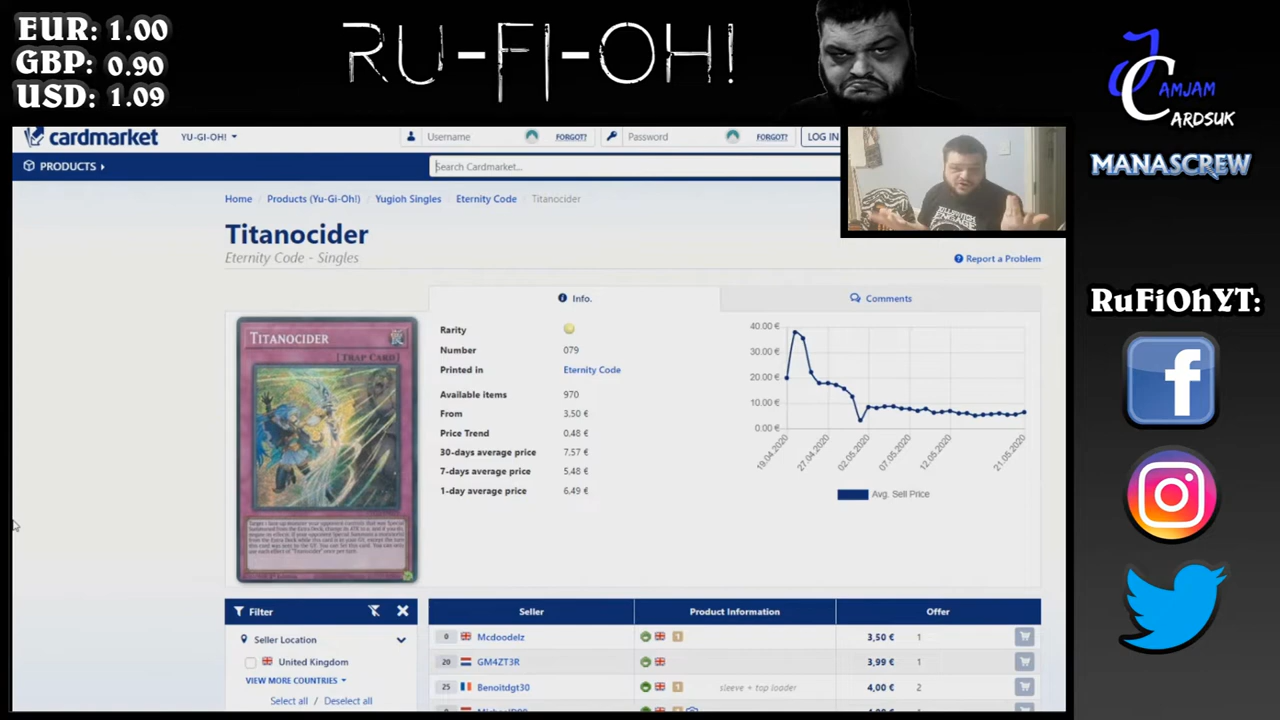 EUR: 1.00
GBP: 0.90
USD: 1.09
RU-FI-OH!
JAMJAM
CARDSUK
MANASCREW
RuFiOhYT:
cardmarket
YU-GI-OH!
Username
FORGOT?
Password
FORGOT?
LOG IN
PRODUCTS
Search Cardmarket...
Home
Products (Yu-Gi-Oh!)
Yugioh Singles
Eternity Code
Titanocider
Titanocider
Eternity Code - Singles
Report a Problem
Info.
Comments
TITANOCIDER
[TRAP CARD]
Rarity
Number 079
Printed in Eternity Code
Available items 970
From 3.50 €
Price Trend 0.48 €
30-days average price 7.57 €
7-days average price 5.48 €
1-day average price 6.49 €
40.00 €
30.00 €
20.00 €
10.00 €
0.00 €
19.04.2020
27.04.2020
02.05.2020
07.05.2020
12.05.2020
21.05.2020
Avg. Sell Price
Filter
Seller Location
United Kingdom
VIEW MORE COUNTRIES
Select all / Deselect all
Seller Product Information Offer
0 Mcdoodelz 1 3,50 € 1
20 GM4ZT3R 3,99 € 1
25 Benoitdgt30 1 sleeve + top loader 4,00 € 2